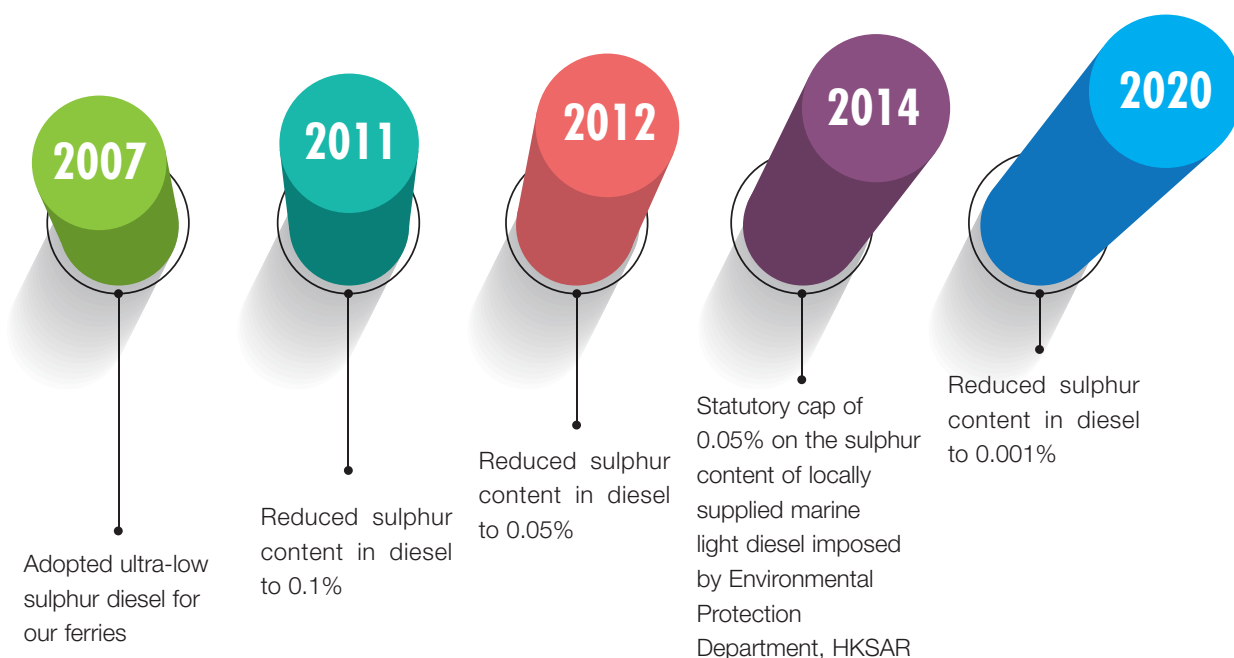 2007
Adopted ultra-low
sulphur diesel for
our ferries
2011
Reduced sulphur
content in diesel
to 0.1%
2012
Reduced sulphur
content in diesel
to 0.05%
2014
Statutory cap of
0.05% on the sulphur
content of locally
supplied marine
light diesel imposed
by Environmental
Protection
Department, HKSAR
2020
Reduced sulphur
content in diesel
to 0.001%